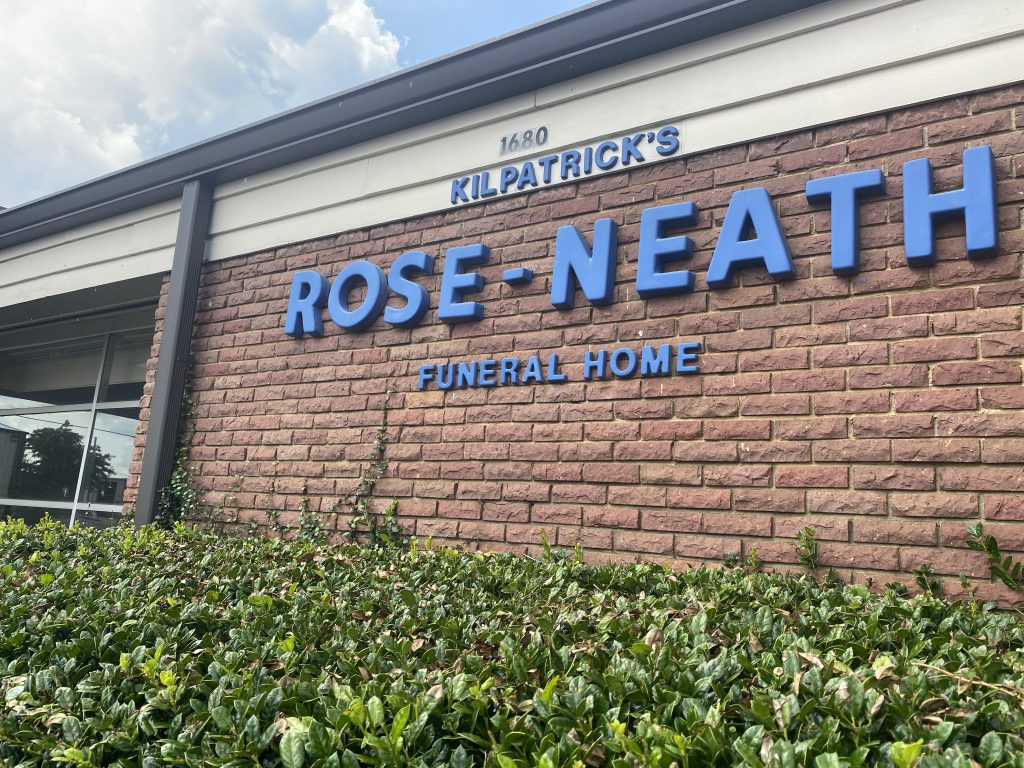 1680
KILPATRICK'S
ROSE-NEATH
FUNERAL HOME